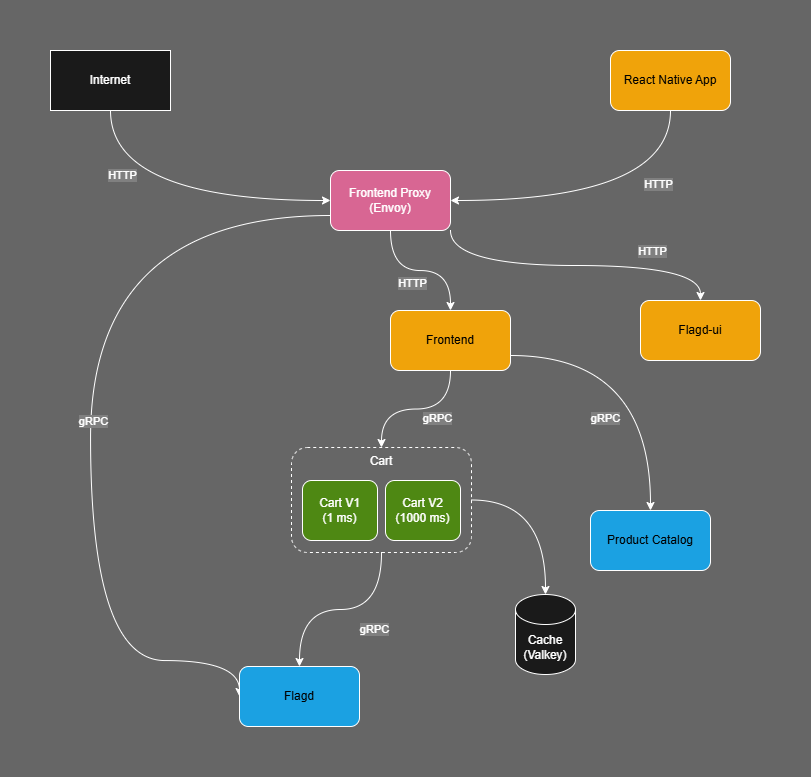 Internet
React Native App
HTTP
HTTP
Frontend Proxy
(Envoy)
HTTP
HTTP
Frontend
Flagd-ui
gRPC
gRPC
gRPC
Cart
Cart V1
(1 ms)
Cart V2
(1000 ms)
Product Catalog
gRPC
Cache
(Valkey)
Flagd